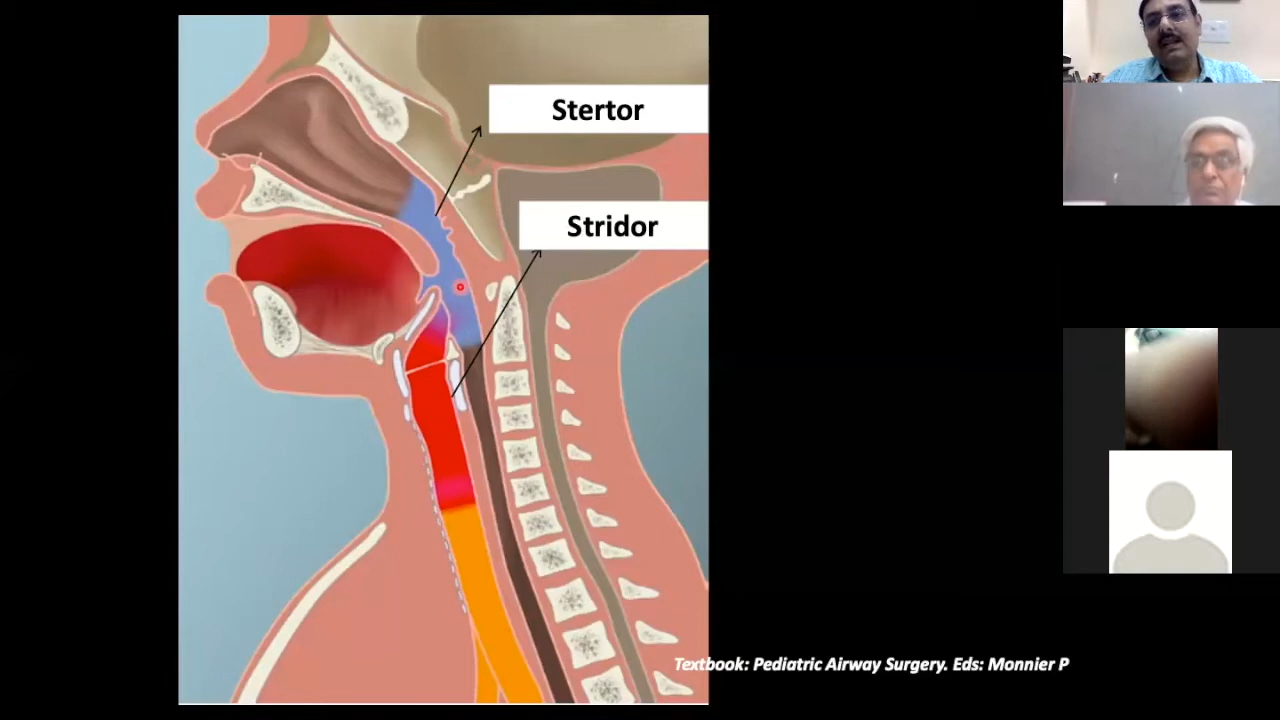 Stertor
Stridor
Textbook: Pediatric Airway Surgery. Eds: Monnier P